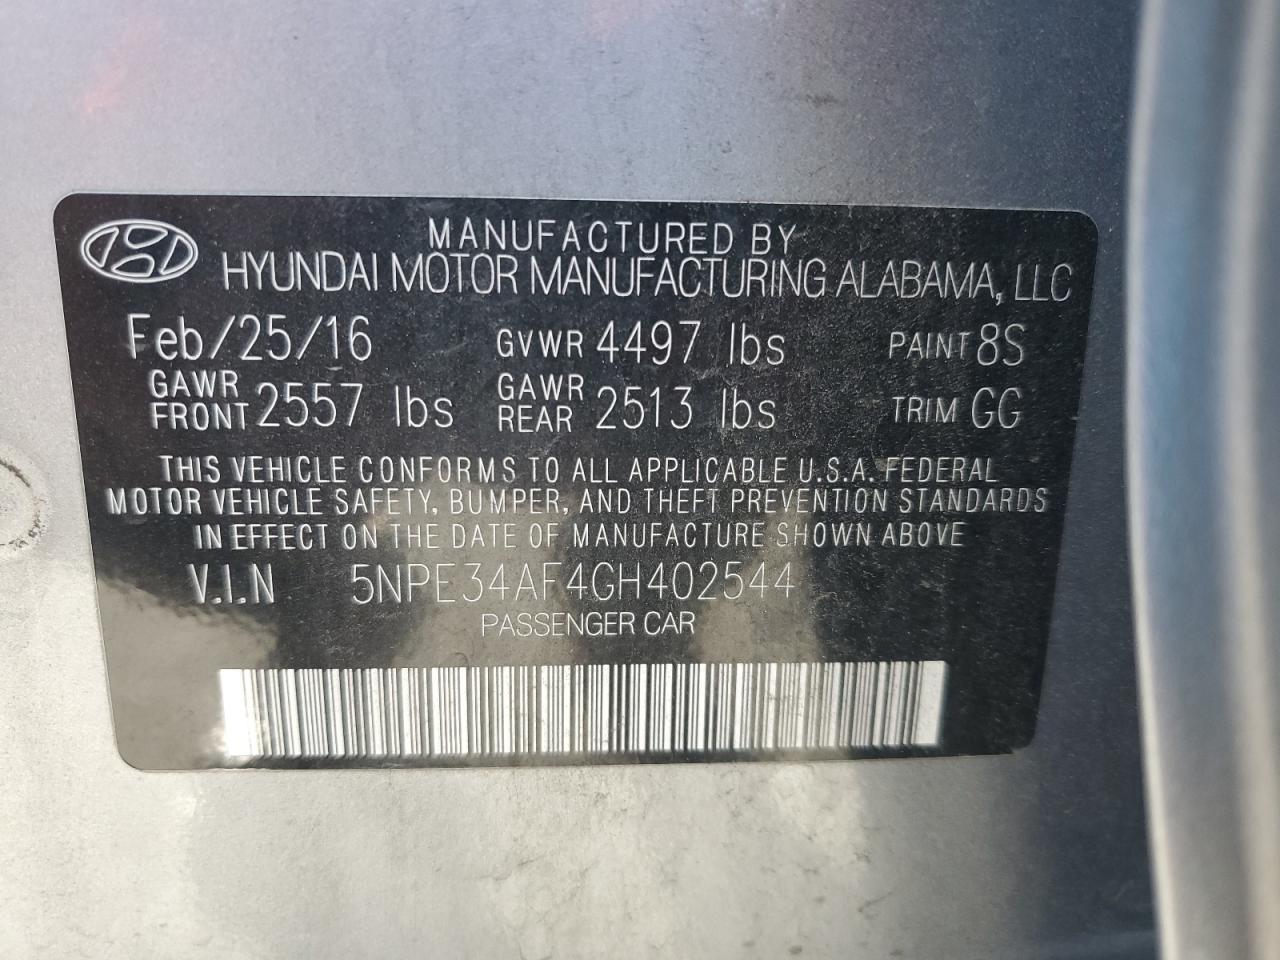 MANUFACTURED BY
HYUNDAI MOTOR MANUFACTURING ALABAMA, LLC
Feb/25/16 GVWR 4497 lbs PAINT 8S
GAWR FRONT 2557 lbs GAWR REAR 2513 lbs TRIM GG
THIS VEHICLE CONFORMS TO ALL APPLICABLE U.S.A. FEDERAL
MOTOR VEHICLE SAFETY, BUMPER, AND THEFT PREVENTION STANDARDS
IN EFFECT ON THE DATE OF MANUFACTURE SHOWN ABOVE
V.I.N 5NPE34AF4GH402544
PASSENGER CAR